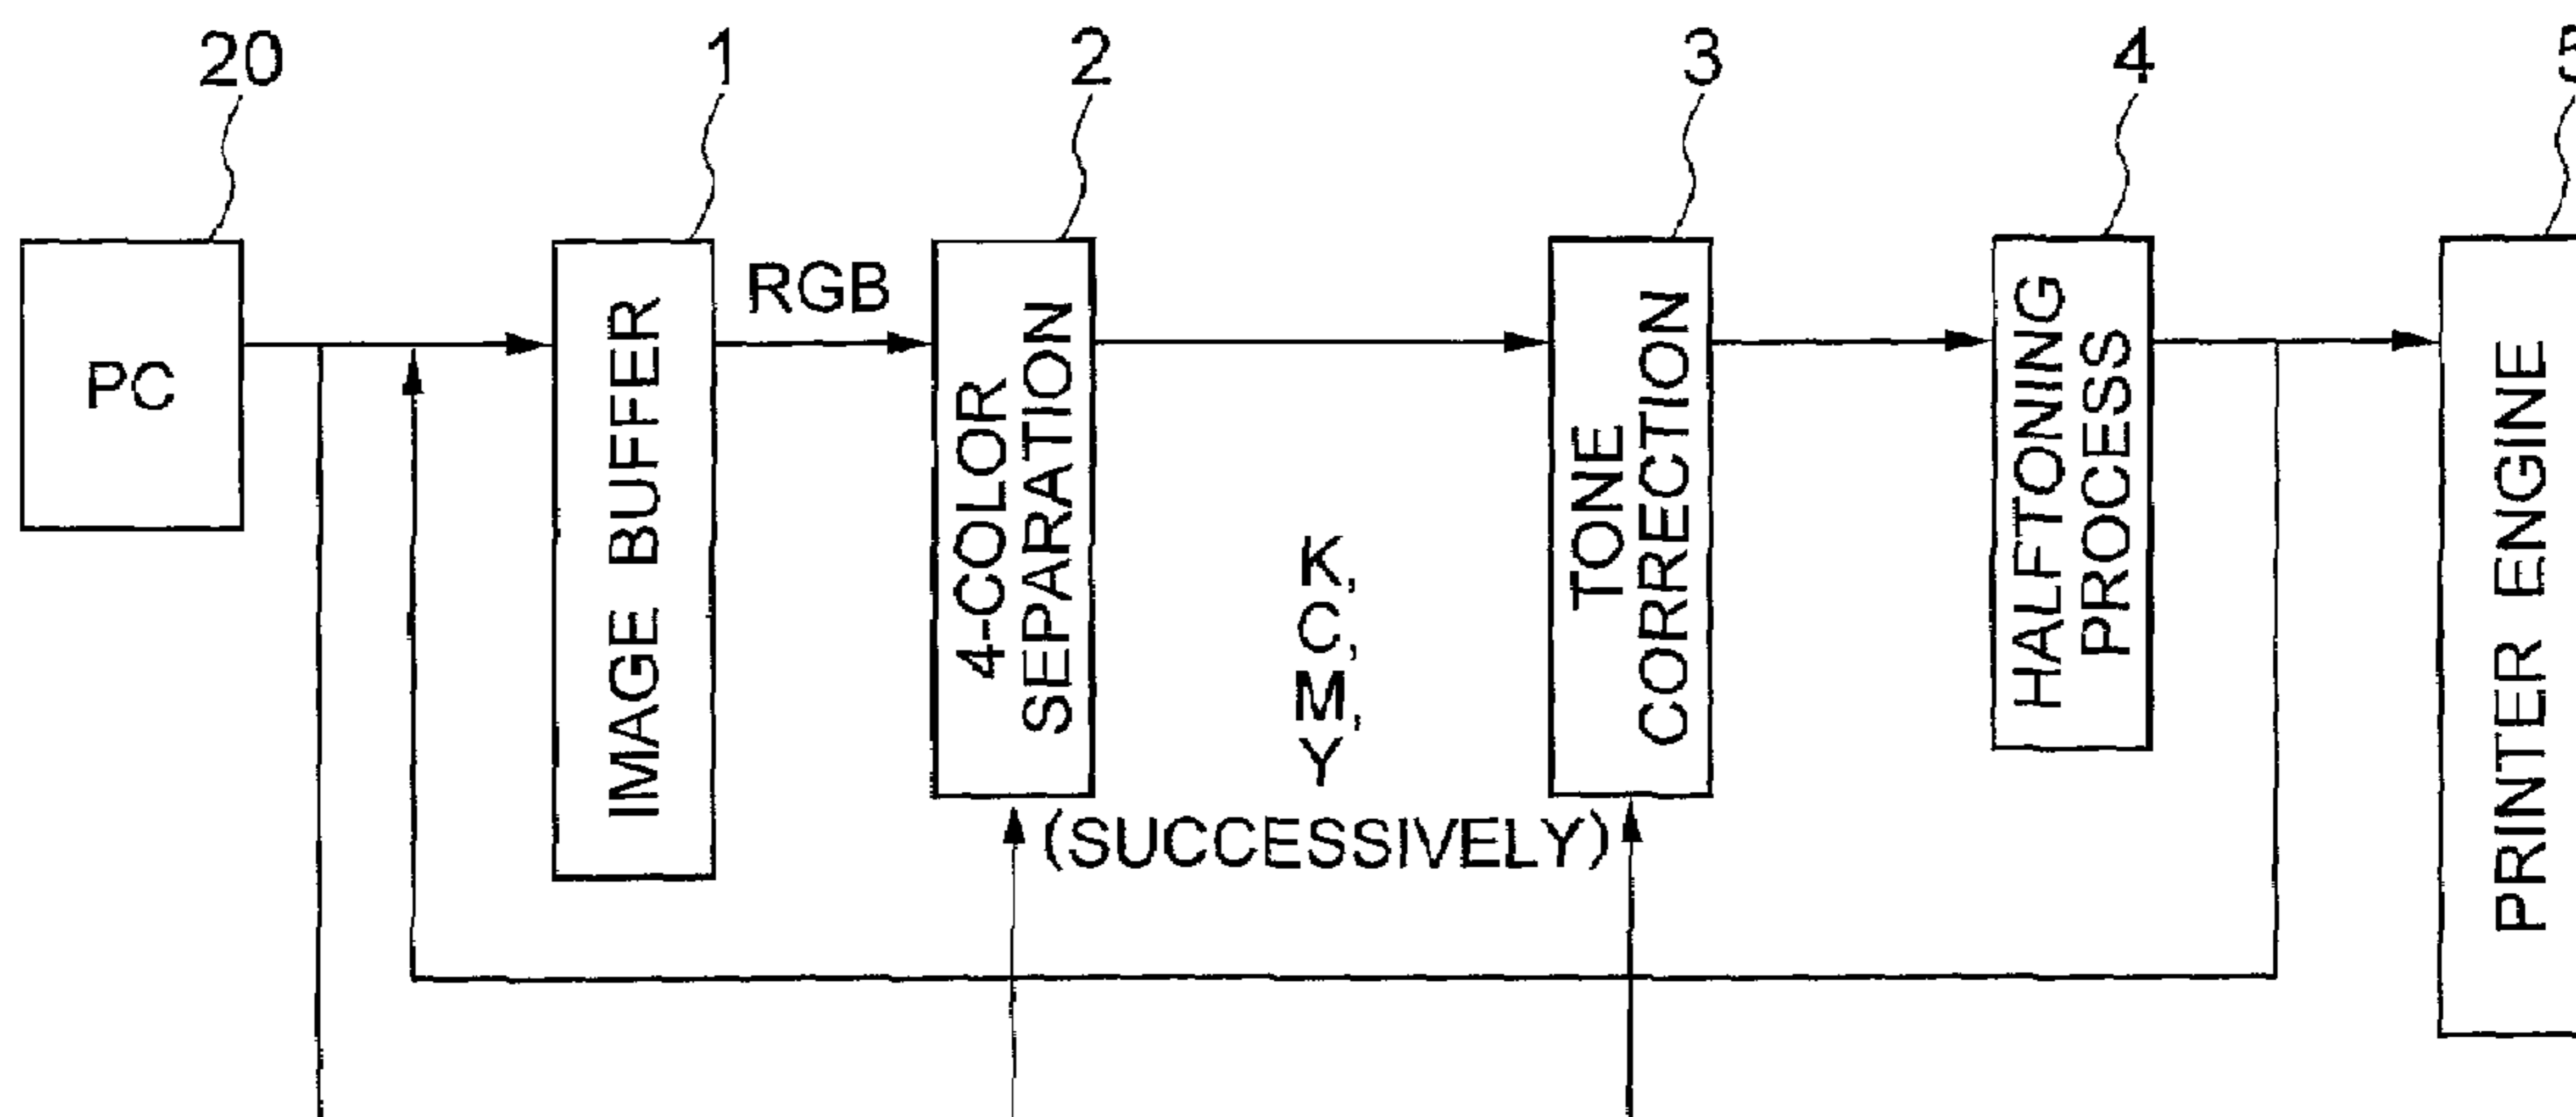 20
1
2
3
4
5
PC
IMAGE BUFFER
RGB
4-COLOR
SEPARATION
K,
C,
M,
Y
(SUCCESSIVELY)
TONE
CORRECTION
HALFTONING
PROCESS
PRINTER ENGINE